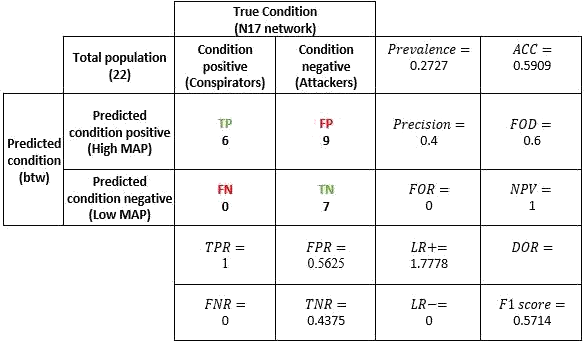 True Condition
(N17 network)
Total population
(22)
Condition
positive
(Conspirators)
Condition
negative
(Attackers)
Prevalence =
0.2727
ACC =
0.5909
Predicted
condition
(btw)
Predicted
condition positive
(High MAP)
TP
6
FP
9
Precision =
0.4
FOD =
0.6
Predicted
condition negative
(Low MAP)
FN
0
TN
7
FOR =
0
NPV =
1
TPR =
1
FPR =
0.5625
LR+=
1.7778
DOR =
FNR =
0
TNR =
0.4375
LR−=
0
F1 score =
0.5714